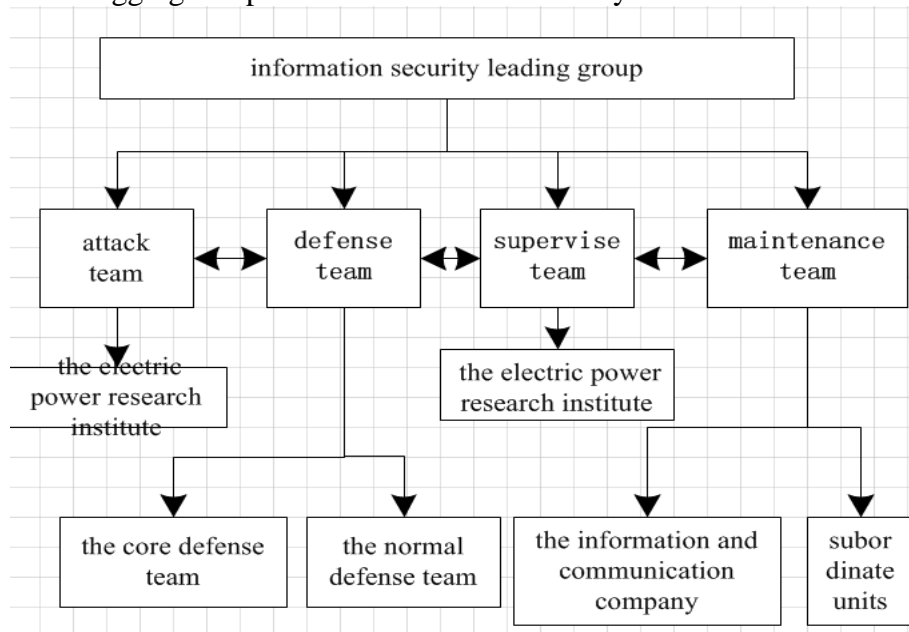 information security leading group
attack
team
defense
team
supervise
team
maintenance
team
the electric
power research
institute
the electric power
research institute
the core defense
team
the normal
defense team
the information and
communication
company
subor
dinate
units